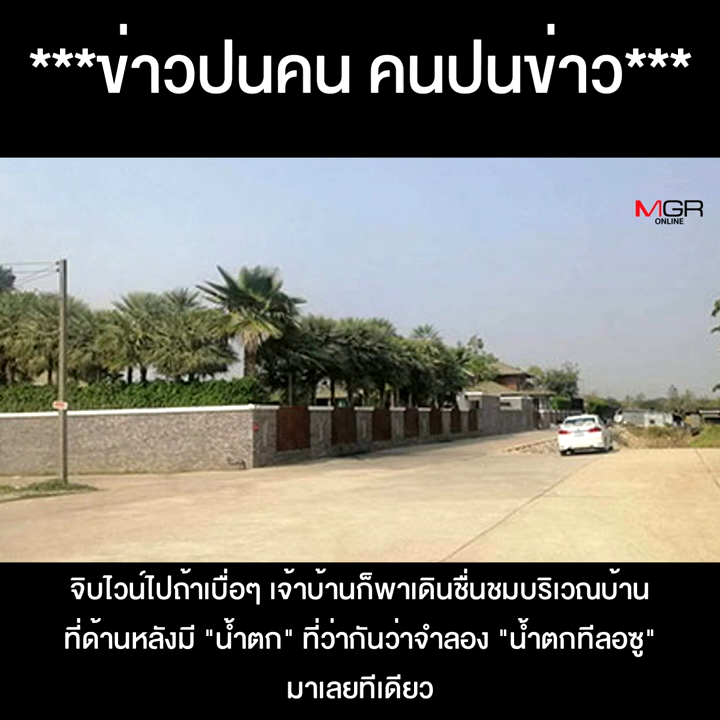 ***ข่าวปนคน คนปนข่าว***
MGR
ONLINE
จิบไวน์ไปถ้าเบื่อๆ เจ้าบ้านก็พาเดินชื่นชมบริเวณบ้าน
ที่ด้านหลังมี "น้ำตก" ที่ว่ากันว่าจำลอง "น้ำตกทีลอซู"
มาเลยทีเดียว